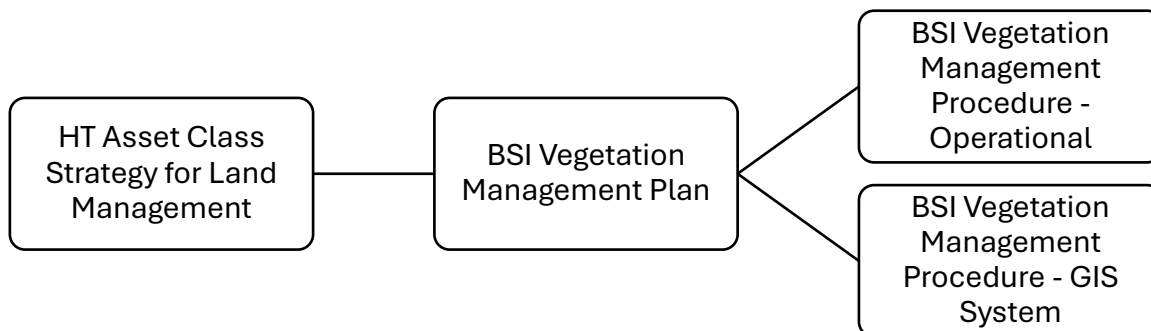 HT Asset Class
Strategy for Land
Management
BSI Vegetation
Management Plan
BSI Vegetation
Management
Procedure -
Operational
BSI Vegetation
Management
Procedure - GIS
System